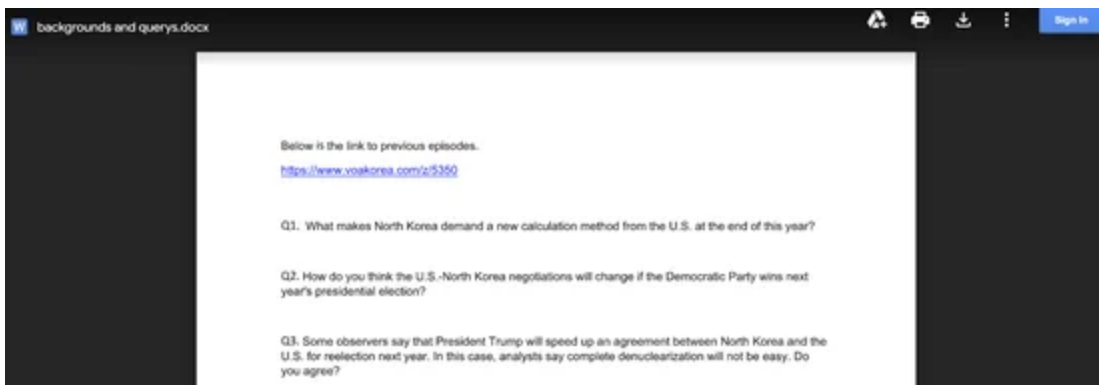 W backgrounds and querys.docx
Sign in
Below is the link to previous episodes.
https://www.voakorea.com/z/5350
Q1. What makes North Korea demand a new calculation method from the U.S. at the end of this year?
Q2. How do you think the U.S.-North Korea negotiations will change if the Democratic Party wins next
year's presidential election?
Q3. Some observers say that President Trump will speed up an agreement between North Korea and the
U.S. for reelection next year. In this case, analysts say complete denuclearization will not be easy. Do
you agree?